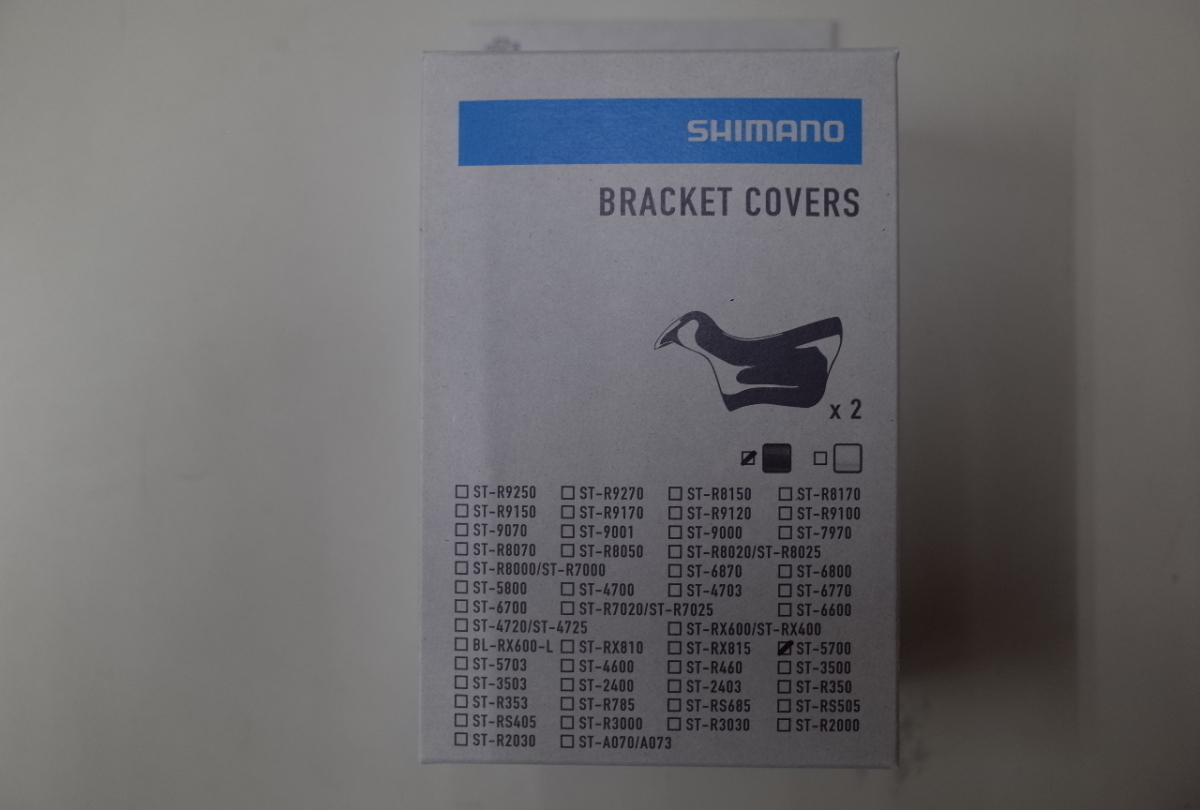 SHIMANO
BRACKET COVERS
x 2
ST-R9250 ST-R9270 ST-R8150 ST-R8170
ST-R9150 ST-R9170 ST-R9120 ST-R9100
ST-9070 ST-9001 ST-9000 ST-7970
ST-R8070 ST-R8050 ST-R8020/ST-R8025
ST-R8000/ST-R7000 ST-6870 ST-6800
ST-5800 ST-4700 ST-4703 ST-6770
ST-6700 ST-R7020/ST-R7025 ST-6600
ST-4720/ST-4725 ST-RX600/ST-RX400
BL-RX600-L ST-RX810 ST-RX815 ST-5700
ST-5703 ST-4600 ST-R460 ST-3500
ST-3503 ST-2400 ST-2403 ST-R350
ST-R353 ST-R785 ST-RS685 ST-RS505
ST-RS405 ST-R3000 ST-R3030 ST-R2000
ST-R2030 ST-A070/A073